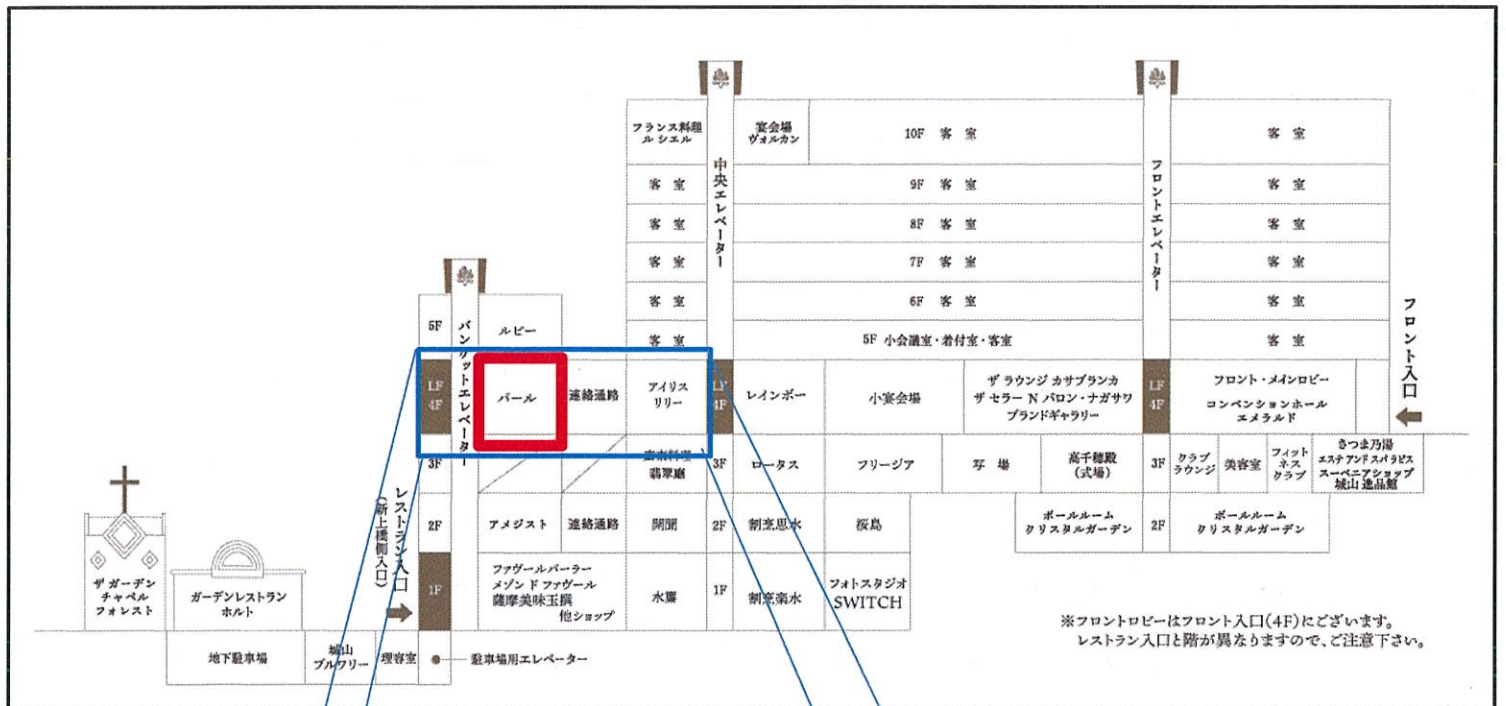 フランス料理
ル シエル
宴会場
ヴォルカン
10F 客 室
客 室
中央エレベーター
フロントエレベーター
客 室
9F 客 室
客 室
客 室
8F 客 室
客 室
客 室
7F 客 室
客 室
客 室
6F 客 室
客 室
5F
バンケットエレベーター
ルビー
客 室
5F 小会議室・着付室・客室
客 室
フロント入口
LF
4F
パール
連絡通路
アイリス
リリー
LF
4F
レインボー
小宴会場
ザ ラウンジ カサブランカ
ザ セラー N バロン・ナガサワ
ブランドギャラリー
LF
4F
フロント・メインロビー
コンベンションホール
エメラルド
3F
翡翠廳
3F
ロータス
フリージア
写 場
高千穂殿
(式場)
3F
クラブ
ラウンジ
美容室
フィット
ネス
クラブ
さつま乃湯
エステ アンド スパ ラビス
スーベニアショップ
城山 逸品館
レストラン入口
(新上橋側入口)
2F
アメジスト
連絡通路
開聞
2F
割烹思水
桜島
ボールルーム
クリスタルガーデン
2F
ボールルーム
クリスタルガーデン
ザ ガーデン
チャペル
フォレスト
ガーデンレストラン
ホルト
1F
ファヴールパーラー
メゾン ド ファヴール
薩摩美味玉撰
他ショップ
水簾
1F
割烹楽水
フォトスタジオ
SWITCH
※フロントロビーはフロント入口(4F)にございます。
レストラン入口と階が異なりますので、ご注意下さい。
地下駐車場
城山
ブルワリー
理容室
駐車場用エレベーター